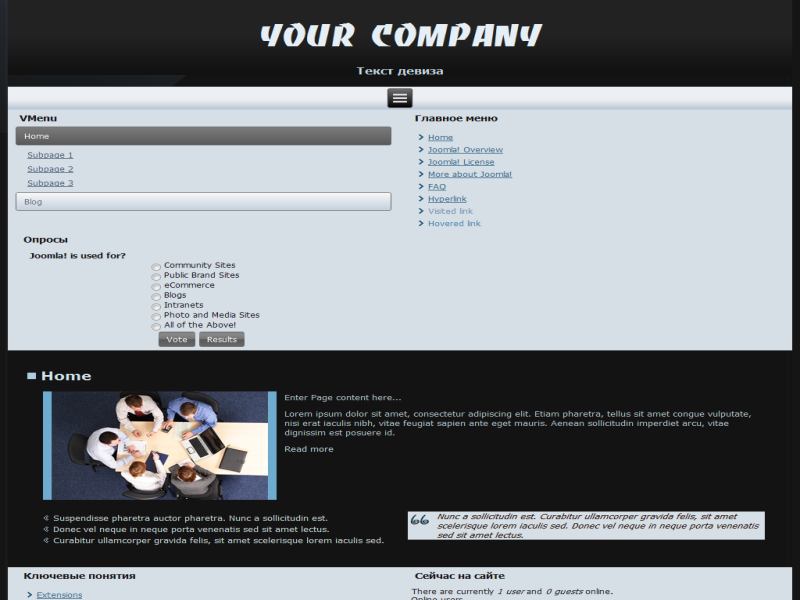 YOUR COMPANY
Текст девиза
VMenu
Home
Subpage 1
Subpage 2
Subpage 3
Blog
Главное меню
Home
Joomla! Overview
Joomla! License
More about Joomla!
FAQ
Hyperlink
Visited link
Hovered link
Опросы
Joomla! is used for?
Community Sites
Public Brand Sites
eCommerce
Blogs
Intranets
Photo and Media Sites
All of the Above!
Vote Results
Home
Enter Page content here...
Lorem ipsum dolor sit amet, consectetur adipiscing elit. Etiam pharetra, tellus sit amet congue vulputate,
nisi erat iaculis nibh, vitae feugiat sapien ante eget mauris. Aenean sollicitudin imperdiet arcu, vitae
dignissim est posuere id.
Read more
Suspendisse pharetra auctor pharetra. Nunc a sollicitudin est.
Donec vel neque in neque porta venenatis sed sit amet lectus.
Curabitur ullamcorper gravida felis, sit amet scelerisque lorem iaculis sed.
Nunc a sollicitudin est. Curabitur ullamcorper gravida felis, sit amet
scelerisque lorem iaculis sed. Donec vel neque in neque porta venenatis
sed sit amet lectus.
Ключевые понятия
Extensions
Сейчас на сайте
There are currently 1 user and 0 guests online.
Online users